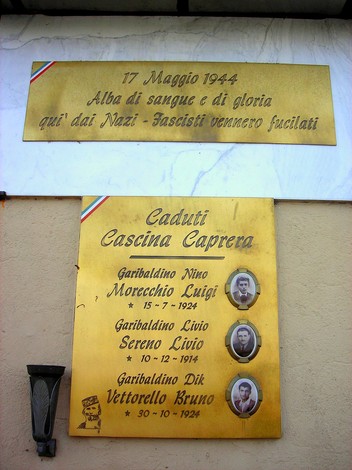 17 Maggio 1944
Alba di sangue e di gloria
qui' dai Nazi - Fascisti vennero fucilati
Caduti
Cascina Caprera
Garibaldino Nino
Morecchio Luigi
* 15 - 7 - 1924
Garibaldino Livio
Sereno Livio
* 10 - 12 - 1914
Garibaldino Dik
Vettorello Bruno
* 30 - 10 - 1924